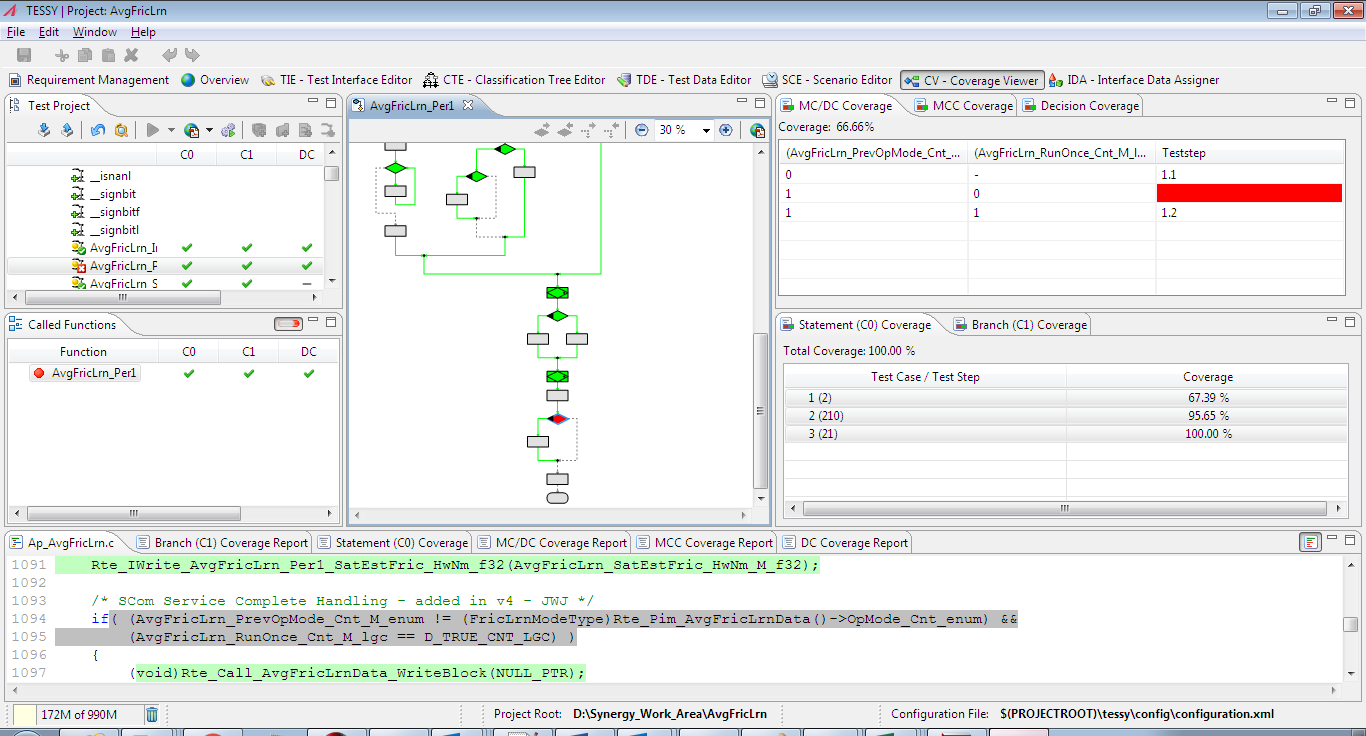 TESSY | Project: AvgFricLrn
File Edit Window Help
Requirement Management Overview TIE - Test Interface Editor CTE - Classification Tree Editor TDE - Test Data Editor SCE - Scenario Editor CV - Coverage Viewer IDA - Interface Data Assigner
Test Project
C0 C1 DC
__isnanl
__signbit
__signbitf
__signbitl
AvgFricLrn_Ir
AvgFricLrn_P
AvgFricLrn_S
Called Functions
Function C0 C1 DC
AvgFricLrn_Per1
AvgFricLrn_Per1
30 %
MC/DC Coverage MCC Coverage Decision Coverage
Coverage: 66.66%
(AvgFricLrn_PrevOpMode_Cnt_... (AvgFricLrn_RunOnce_Cnt_M_l... Teststep
0 - 1.1
1 0
1 1 1.2
Statement (C0) Coverage Branch (C1) Coverage
Total Coverage: 100.00 %
Test Case / Test Step Coverage
1 (2) 67.39 %
2 (210) 95.65 %
3 (21) 100.00 %
Ap_AvgFricLrn.c Branch (C1) Coverage Report Statement (C0) Coverage MC/DC Coverage Report MCC Coverage Report DC Coverage Report
1091 Rte_IWrite_AvgFricLrn_Per1_SatEstFric_HwNm_f32(AvgFricLrn_SatEstFric_HwNm_M_f32);
1092
1093 /* SCom Service Complete Handling - added in v4 - JWJ */
1094 if( (AvgFricLrn_PrevOpMode_Cnt_M_enum != (FricLrnModeType)Rte_Pim_AvgFricLrnData()->OpMode_Cnt_enum) &&
1095 (AvgFricLrn_RunOnce_Cnt_M_lgc == D_TRUE_CNT_LGC) )
1096 {
1097 (void)Rte_Call_AvgFricLrnData_WriteBlock(NULL_PTR);
172M of 990M Project Root: D:\Synergy_Work_Area\AvgFricLrn Configuration File: $(PROJECTROOT)\tessy\config\configuration.xml